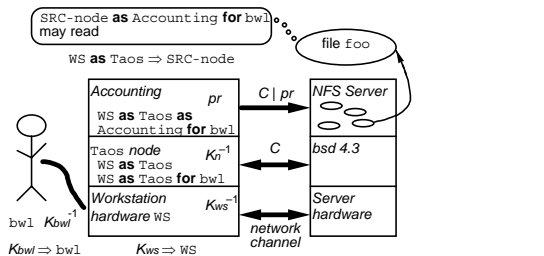 SRC-node as Accounting for bwl
may read
file foo
WS as Taos ⇒ SRC-node
Accounting
pr
WS as Taos as
Accounting for bwl
C | pr
NFS Server
Taos node
WS as Taos
WS as Taos for bwl
Kn⁻¹
C
bsd 4.3
Workstation
hardware WS
Kws⁻¹
network
channel
Server
hardware
bwl Kbwl⁻¹
Kbwl ⇒ bwl
Kws ⇒ WS